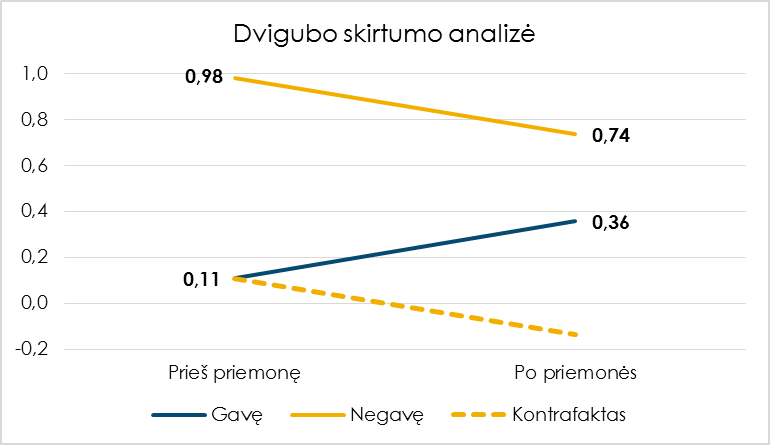 Dvigubo skirtumo analizė
1,0
0,98
0,8
0,74
0,6
0,4
0,36
0,2
0,11
0,0
-0,2
Prieš priemonę
Po priemonės
Gavę
Negavę
Kontrafaktas